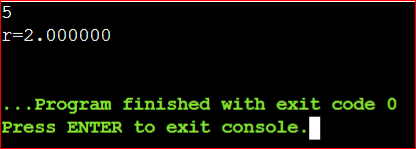 5
r=2.000000
...Program finished with exit code 0
Press ENTER to exit console.